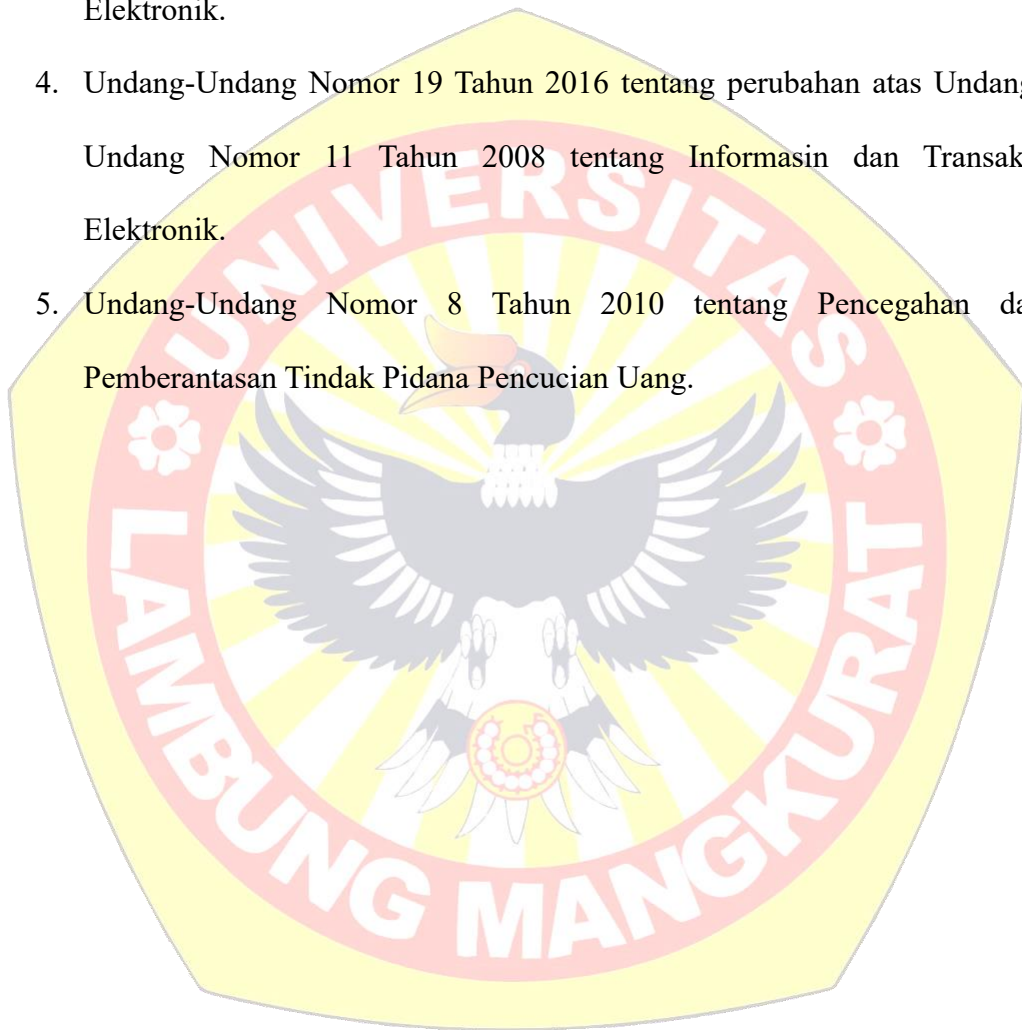 Elektronik.
4. Undang-Undang Nomor 19 Tahun 2016 tentang perubahan atas Undang
Undang Nomor 11 Tahun 2008 tentang Informasin dan Transak
Elektronik.
5. Undang-Undang Nomor 8 Tahun 2010 tentang Pencegahan da
Pemberantasan Tindak Pidana Pencucian Uang.
UNIVERSITAS
LAMBUNG MANGKURAT